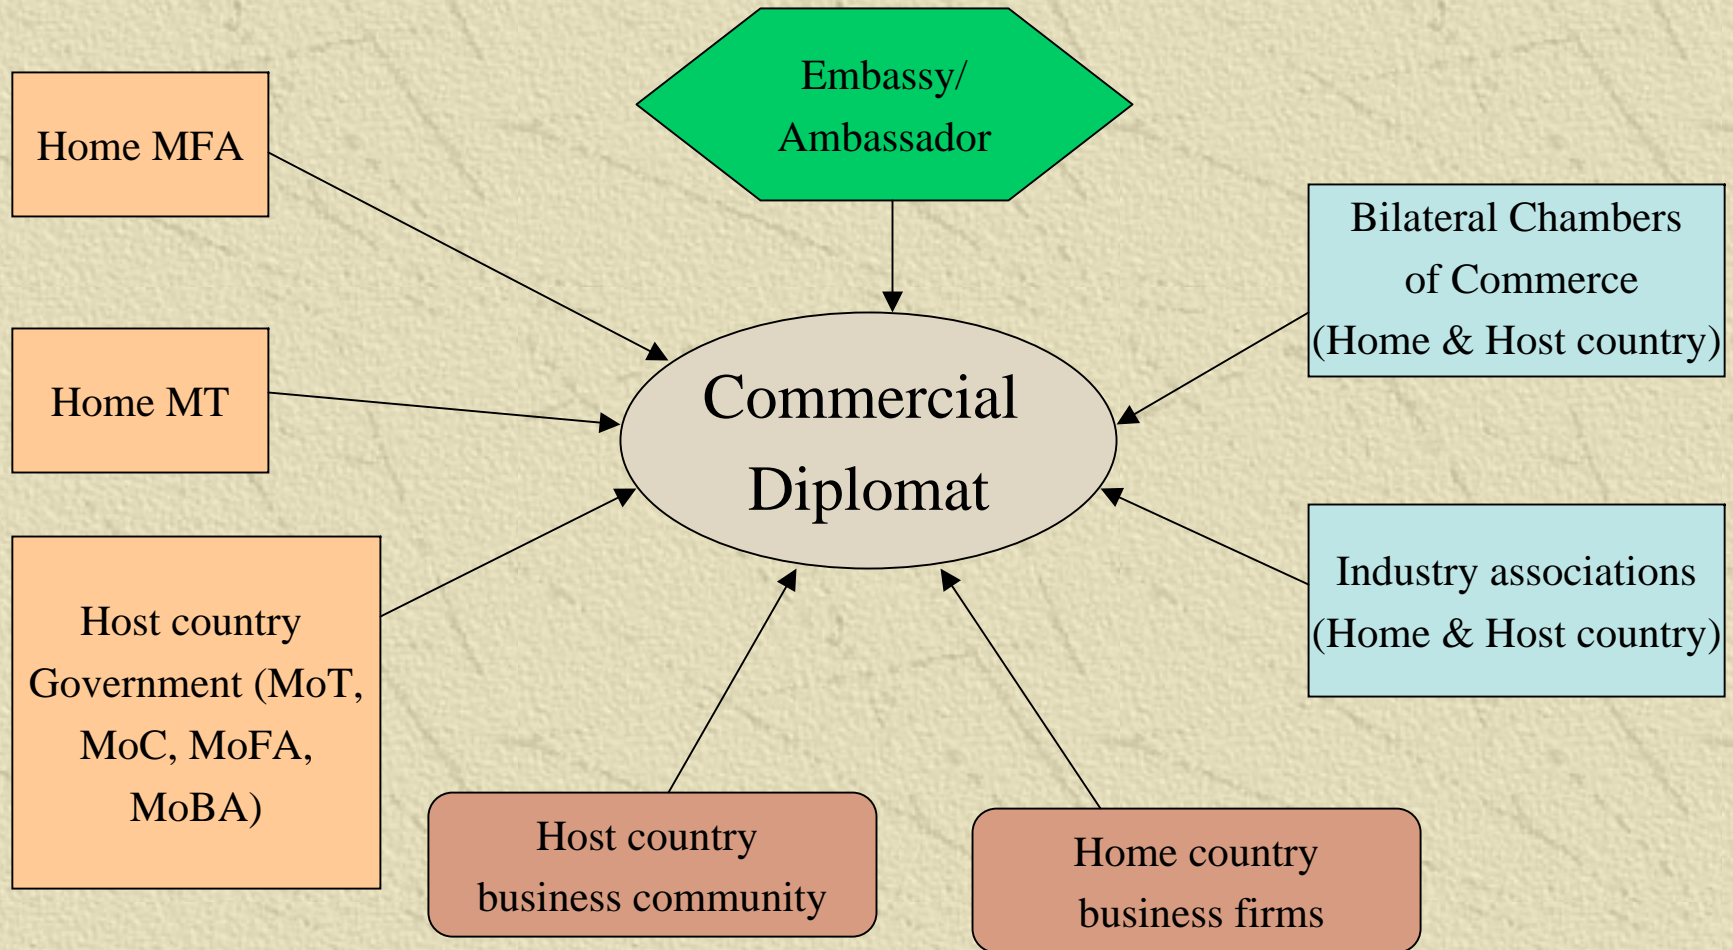 Embassy/
Ambassador
Home MFA
Bilateral Chambers
of Commerce
(Home & Host country)
Home MT
Commercial
Diplomat
Industry associations
(Home & Host country)
Host country
Government (MoT,
MoC, MoFA,
MoBA)
Host country
business community
Home country
business firms